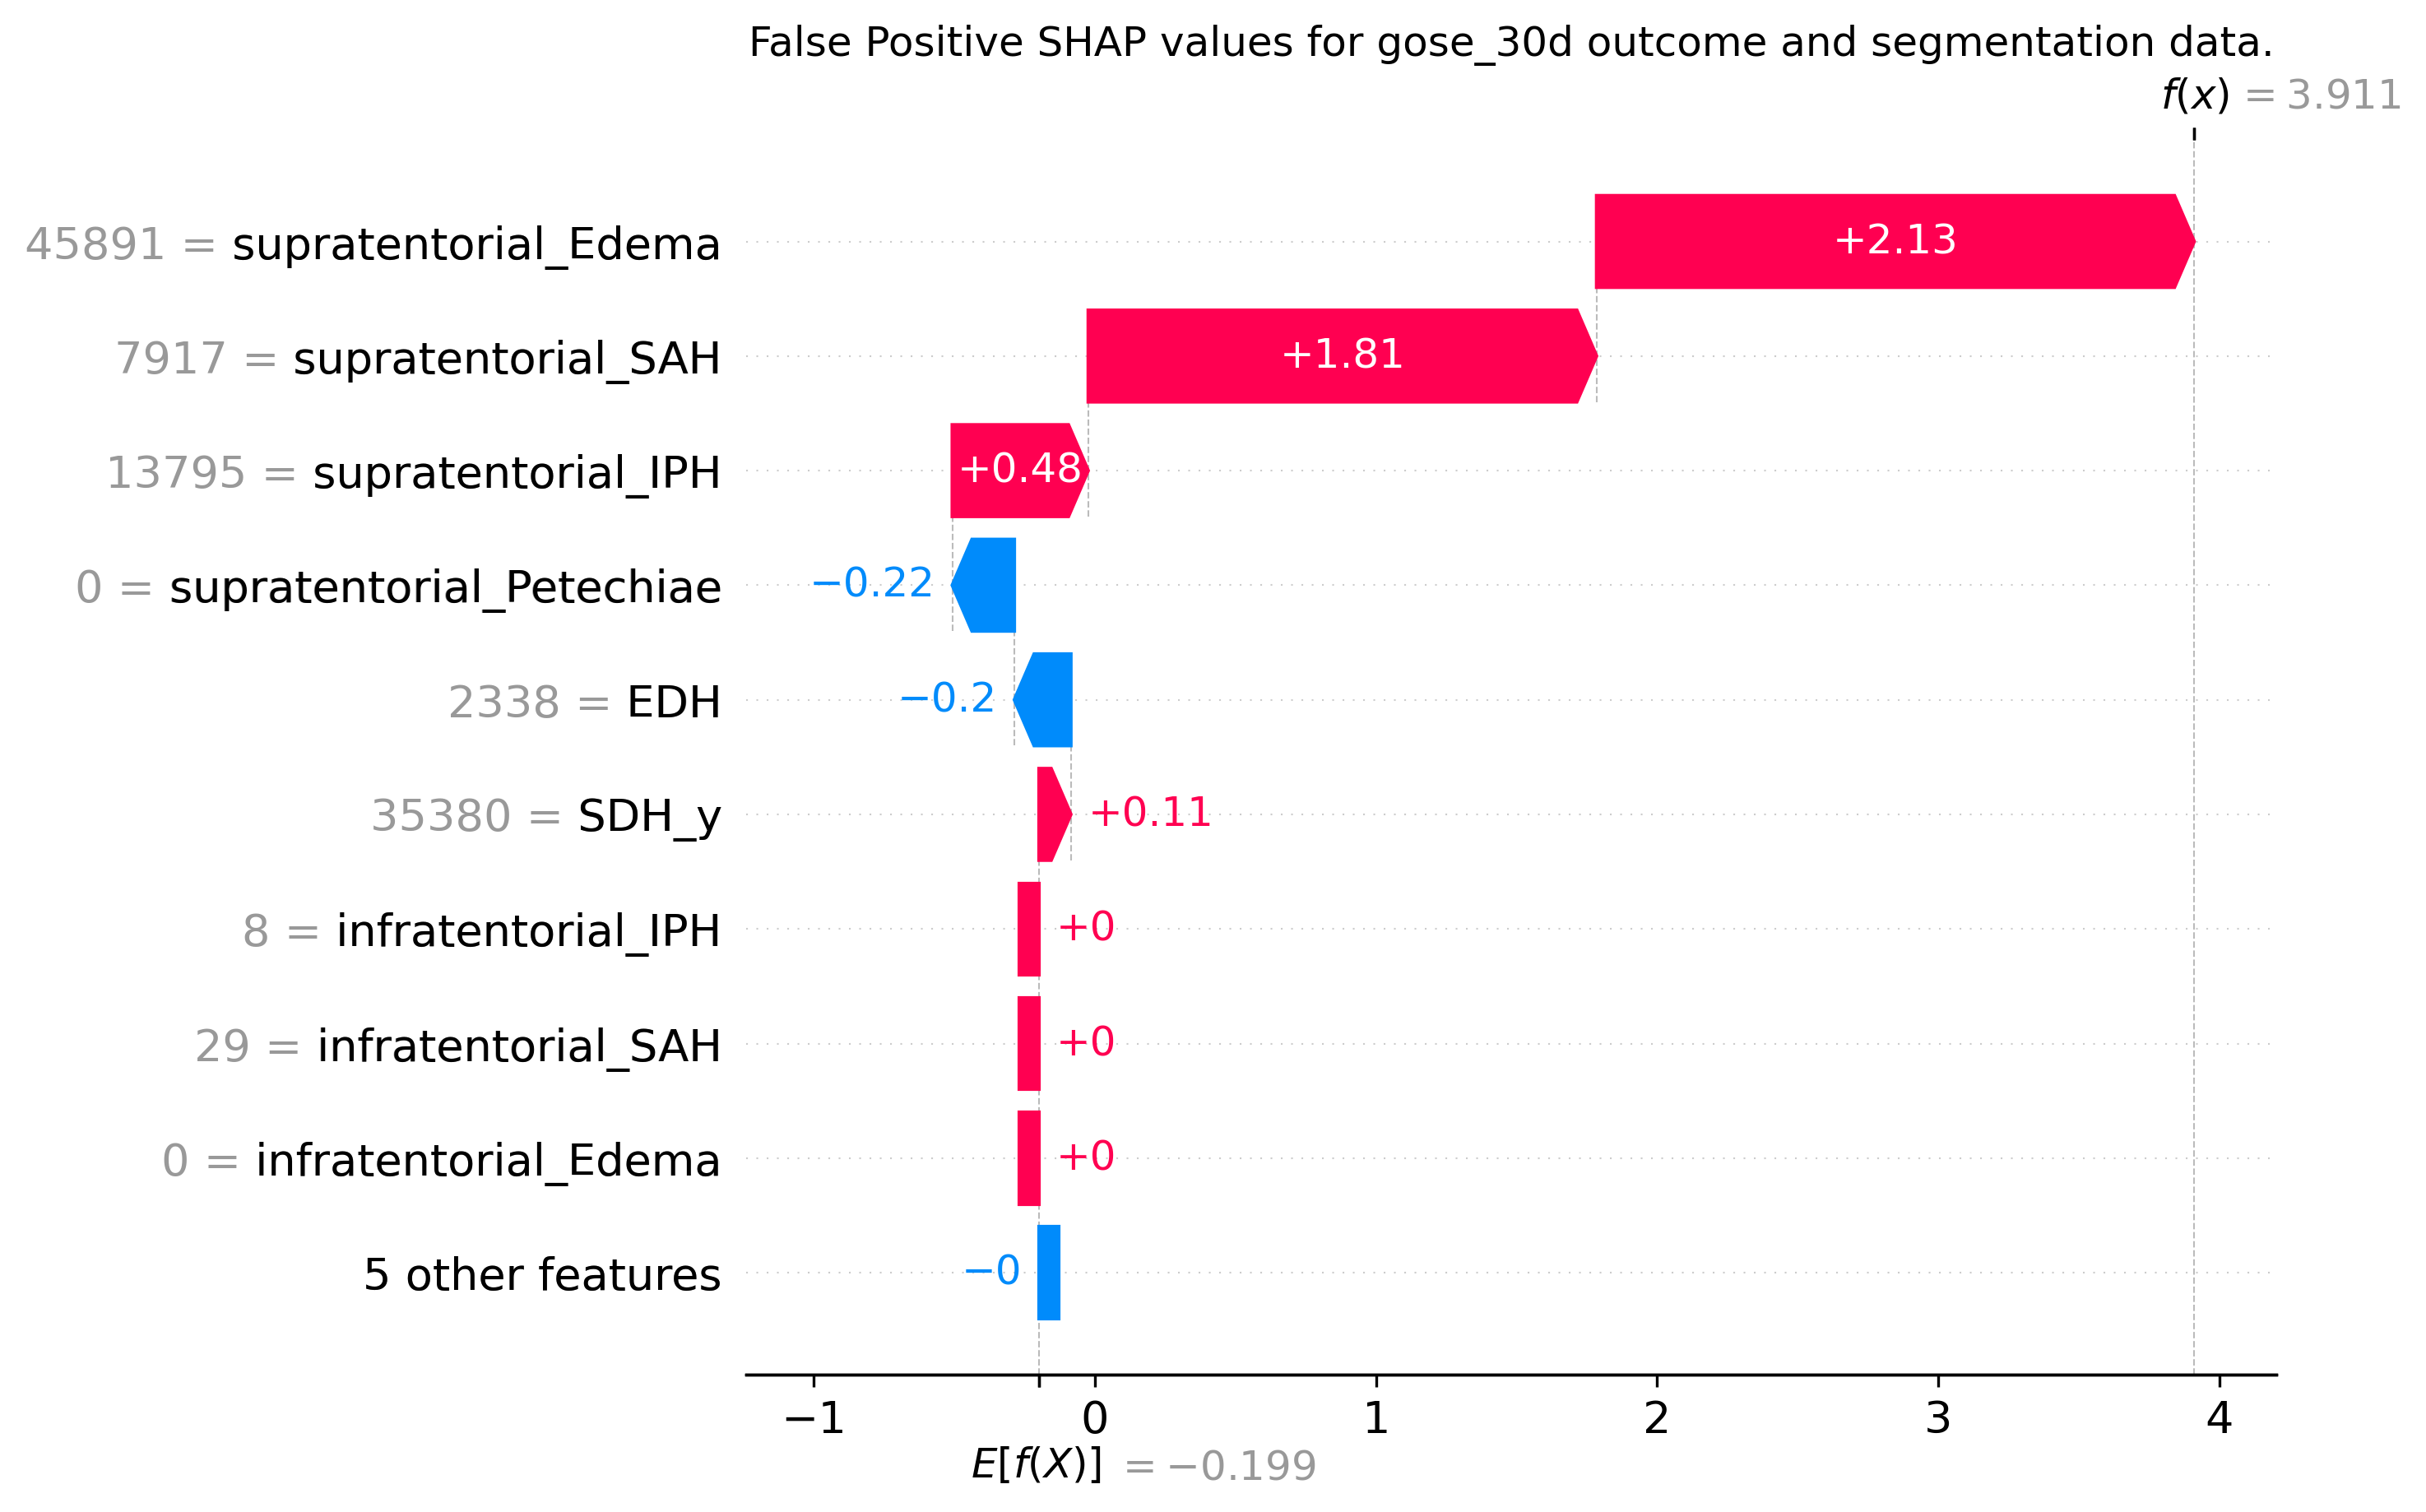 False Positive SHAP values for gose_30d outcome and segmentation data.
f(x) = 3.911
45891 = supratentorial_Edema +2.13
7917 = supratentorial_SAH +1.81
13795 = supratentorial_IPH +0.48
0 = supratentorial_Petechiae −0.22
2338 = EDH −0.2
35380 = SDH_y +0.11
8 = infratentorial_IPH +0
29 = infratentorial_SAH +0
0 = infratentorial_Edema +0
5 other features −0
−1 0 1 2 3 4
E[f(X)] = −0.199